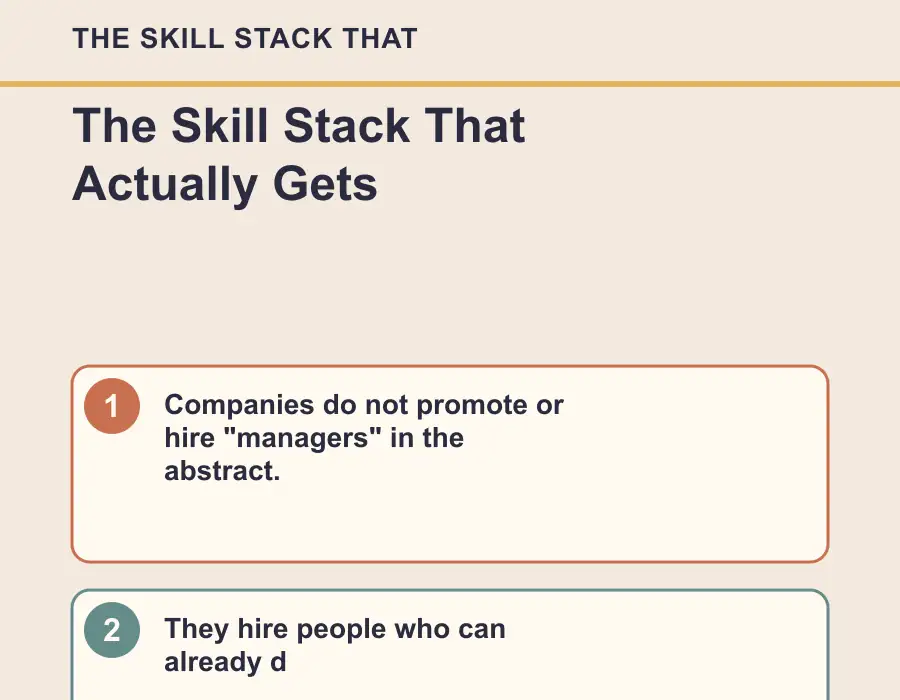 THE SKILL STACK THAT
The Skill Stack That
Actually Gets
1
Companies do not promote or
hire "managers" in the
abstract.
2
They hire people who can
already d